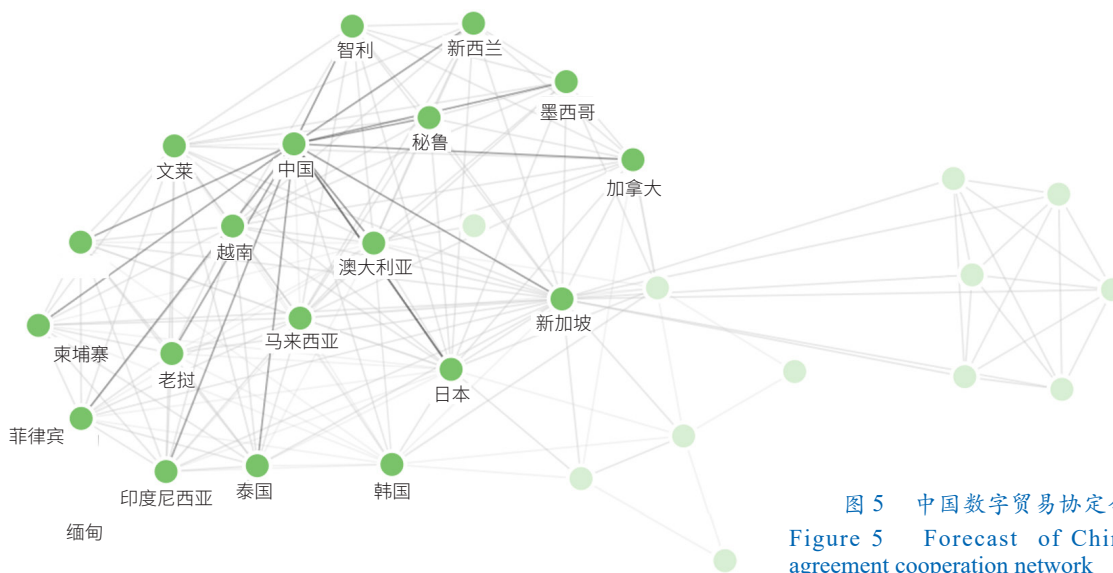 智利
新西兰
墨西哥
秘鲁
文莱
中国
加拿大
越南
澳大利亚
新加坡
马来西亚
柬埔寨
老挝
日本
菲律宾
印度尼西亚
泰国
韩国
缅甸
图 5 中国数字贸易协定
Figure 5 Forecast of Chin
agreement cooperation network